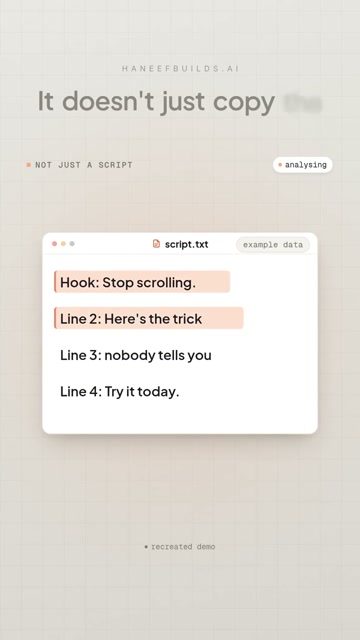 HANEEFBUILDS.AI
It doesn't just copy
NOT JUST A SCRIPT
analysing
script.txt
example data
Hook: Stop scrolling.
Line 2: Here's the trick
Line 3: nobody tells you
Line 4: Try it today.
recreated demo